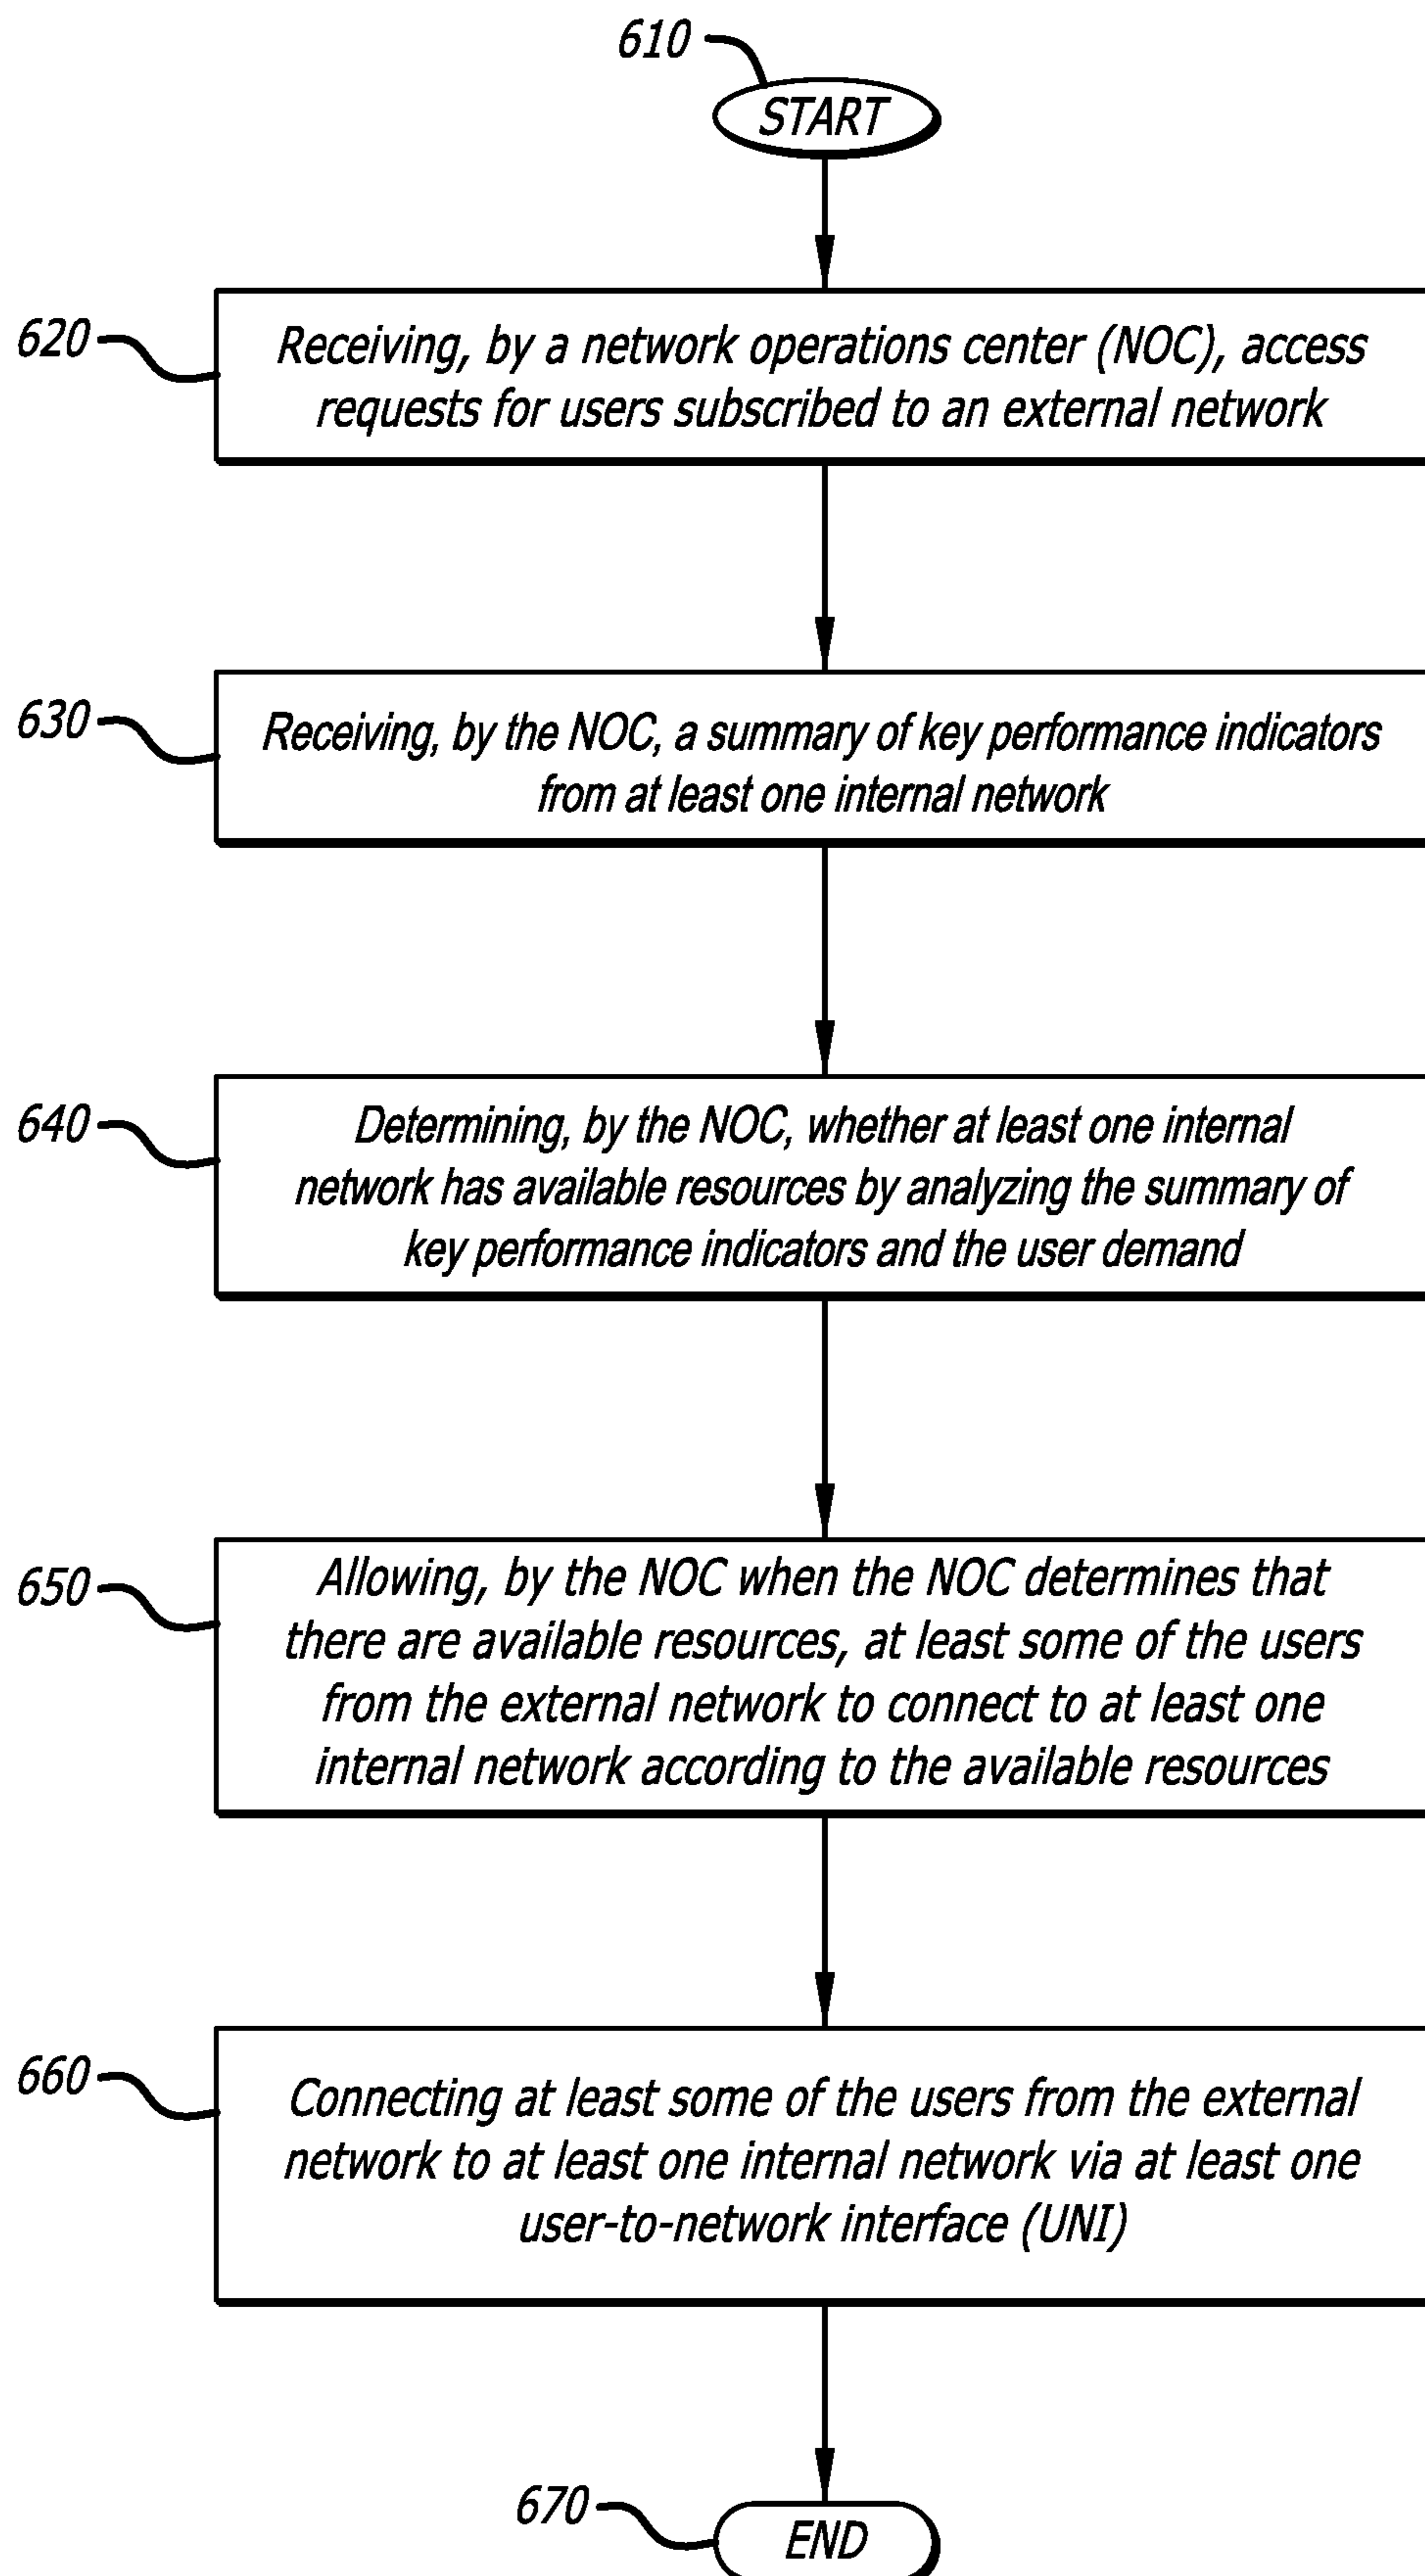 610
START
620
Receiving, by a network operations center (NOC), access
requests for users subscribed to an external network
630
Receiving, by the NOC, a summary of key performance indicators
from at least one internal network
640
Determining, by the NOC, whether at least one internal
network has available resources by analyzing the summary of
key performance indicators and the user demand
650
Allowing, by the NOC when the NOC determines that
there are available resources, at least some of the users
from the external network to connect to at least one
internal network according to the available resources
660
Connecting at least some of the users from the external
network to at least one internal network via at least one
user-to-network interface (UNI)
670
END